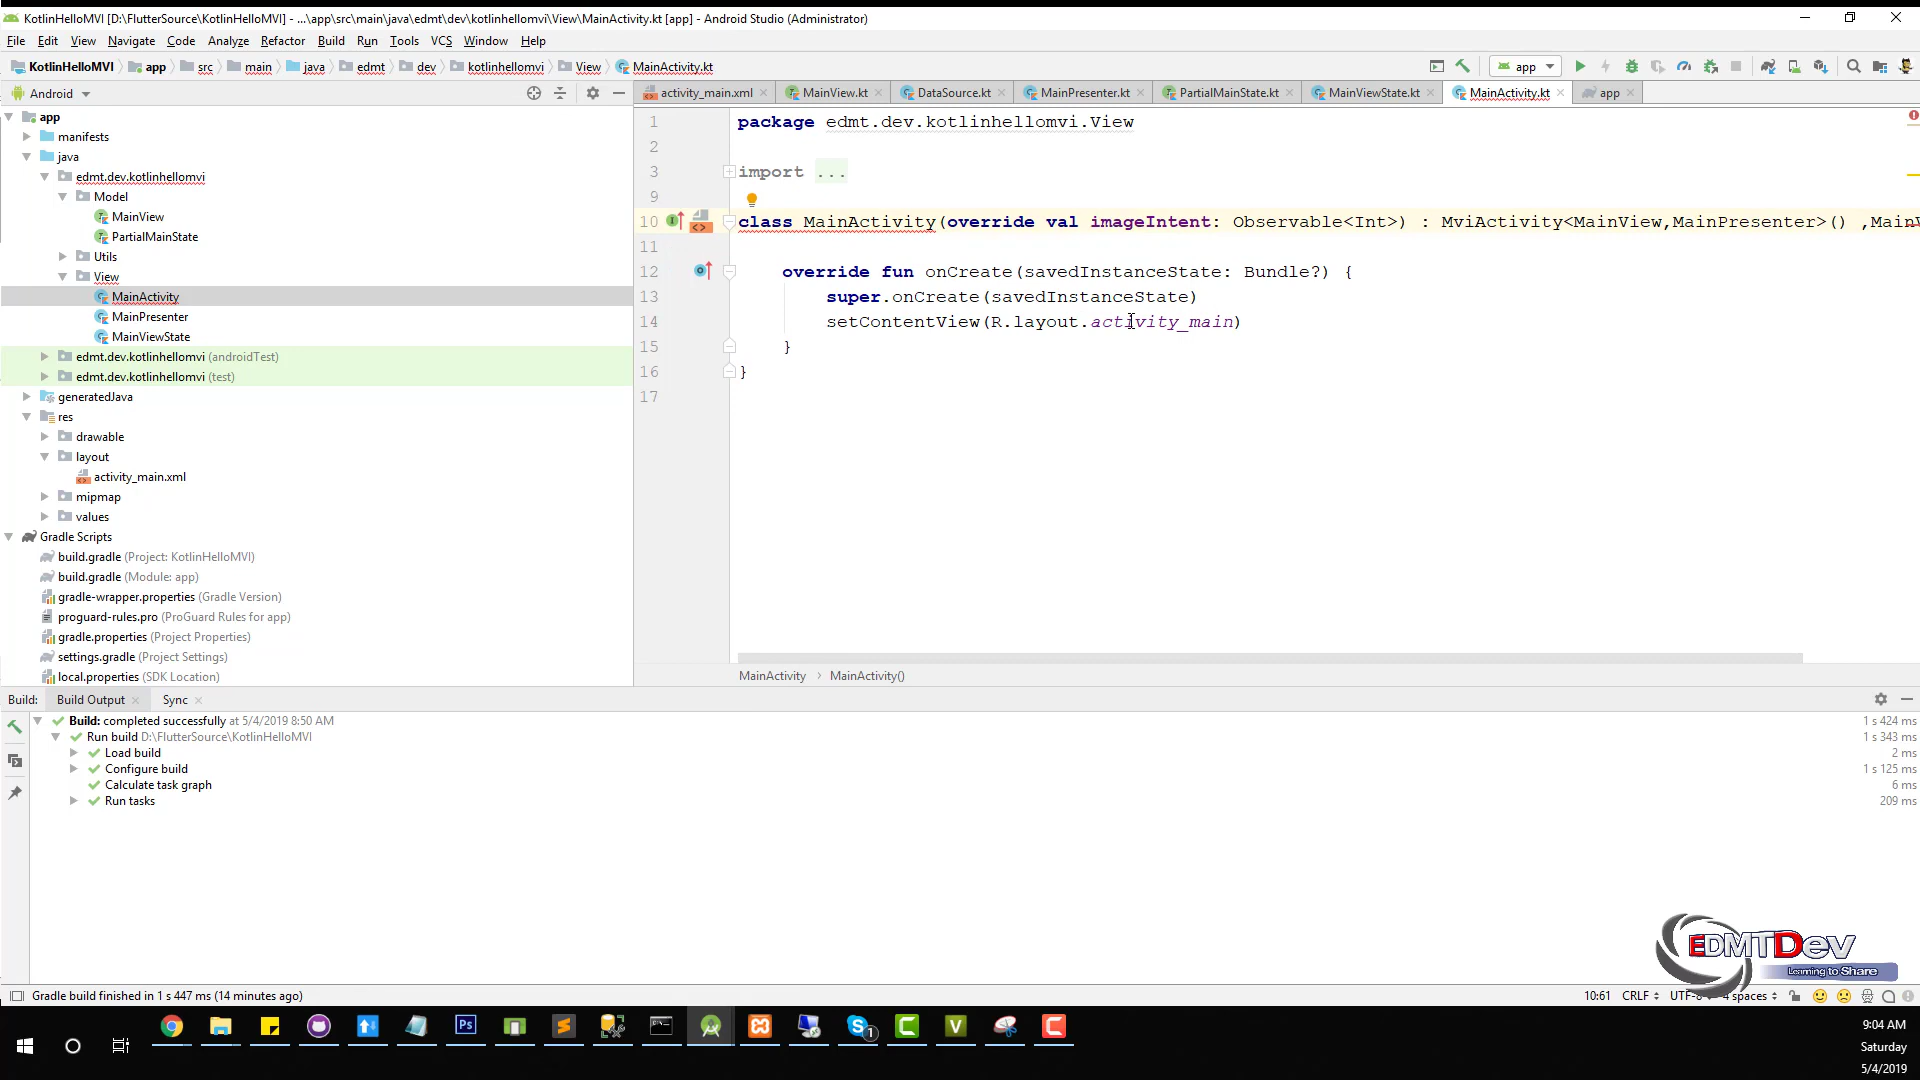 KotlinHelloMVI [D:\FlutterSource\KotlinHelloMVI] - ...\app\src\main\java\edmt\dev\kotlinhellomvi\View\MainActivity.kt [app] - Android Studio (Administrator)
File Edit View Navigate Code Analyze Refactor Build Run Tools VCS Window Help
KotlinHelloMVI app src main java edmt dev kotlinhellomvi View MainActivity.kt app
Android
activity_main.xml MainView.kt DataSource.kt MainPresenter.kt PartialMainState.kt MainViewState.kt MainActivity.kt app
app
manifests
java
edmt.dev.kotlinhellomvi
Model
MainView
PartialMainState
Utils
View
MainActivity
MainPresenter
MainViewState
edmt.dev.kotlinhellomvi (androidTest)
edmt.dev.kotlinhellomvi (test)
generatedJava
res
drawable
layout
activity_main.xml
mipmap
values
Gradle Scripts
build.gradle (Project: KotlinHelloMVI)
build.gradle (Module: app)
gradle-wrapper.properties (Gradle Version)
proguard-rules.pro (ProGuard Rules for app)
gradle.properties (Project Properties)
settings.gradle (Project Settings)
local.properties (SDK Location)
1 package edmt.dev.kotlinhellomvi.View
2
3 import ...
9
10 class MainActivity(override val imageIntent: Observable<Int>) : MviActivity<MainView,MainPresenter>() ,MainV
11
12 override fun onCreate(savedInstanceState: Bundle?) {
13 super.onCreate(savedInstanceState)
14 setContentView(R.layout.activity_main)
15 }
16 }
17
MainActivity › MainActivity()
Build: Build Output Sync
Build: completed successfully at 5/4/2019 8:50 AM 1 s 424 ms
Run build D:\FlutterSource\KotlinHelloMVI 1 s 343 ms
Load build 2 ms
Configure build 1 s 125 ms
Calculate task graph 6 ms
Run tasks 209 ms
EDMTDev
Learning to Share
Gradle build finished in 1 s 447 ms (14 minutes ago) 10:61 CRLF UTF-8 4 spaces
Ps
1
V
9:04 AM
Saturday
5/4/2019